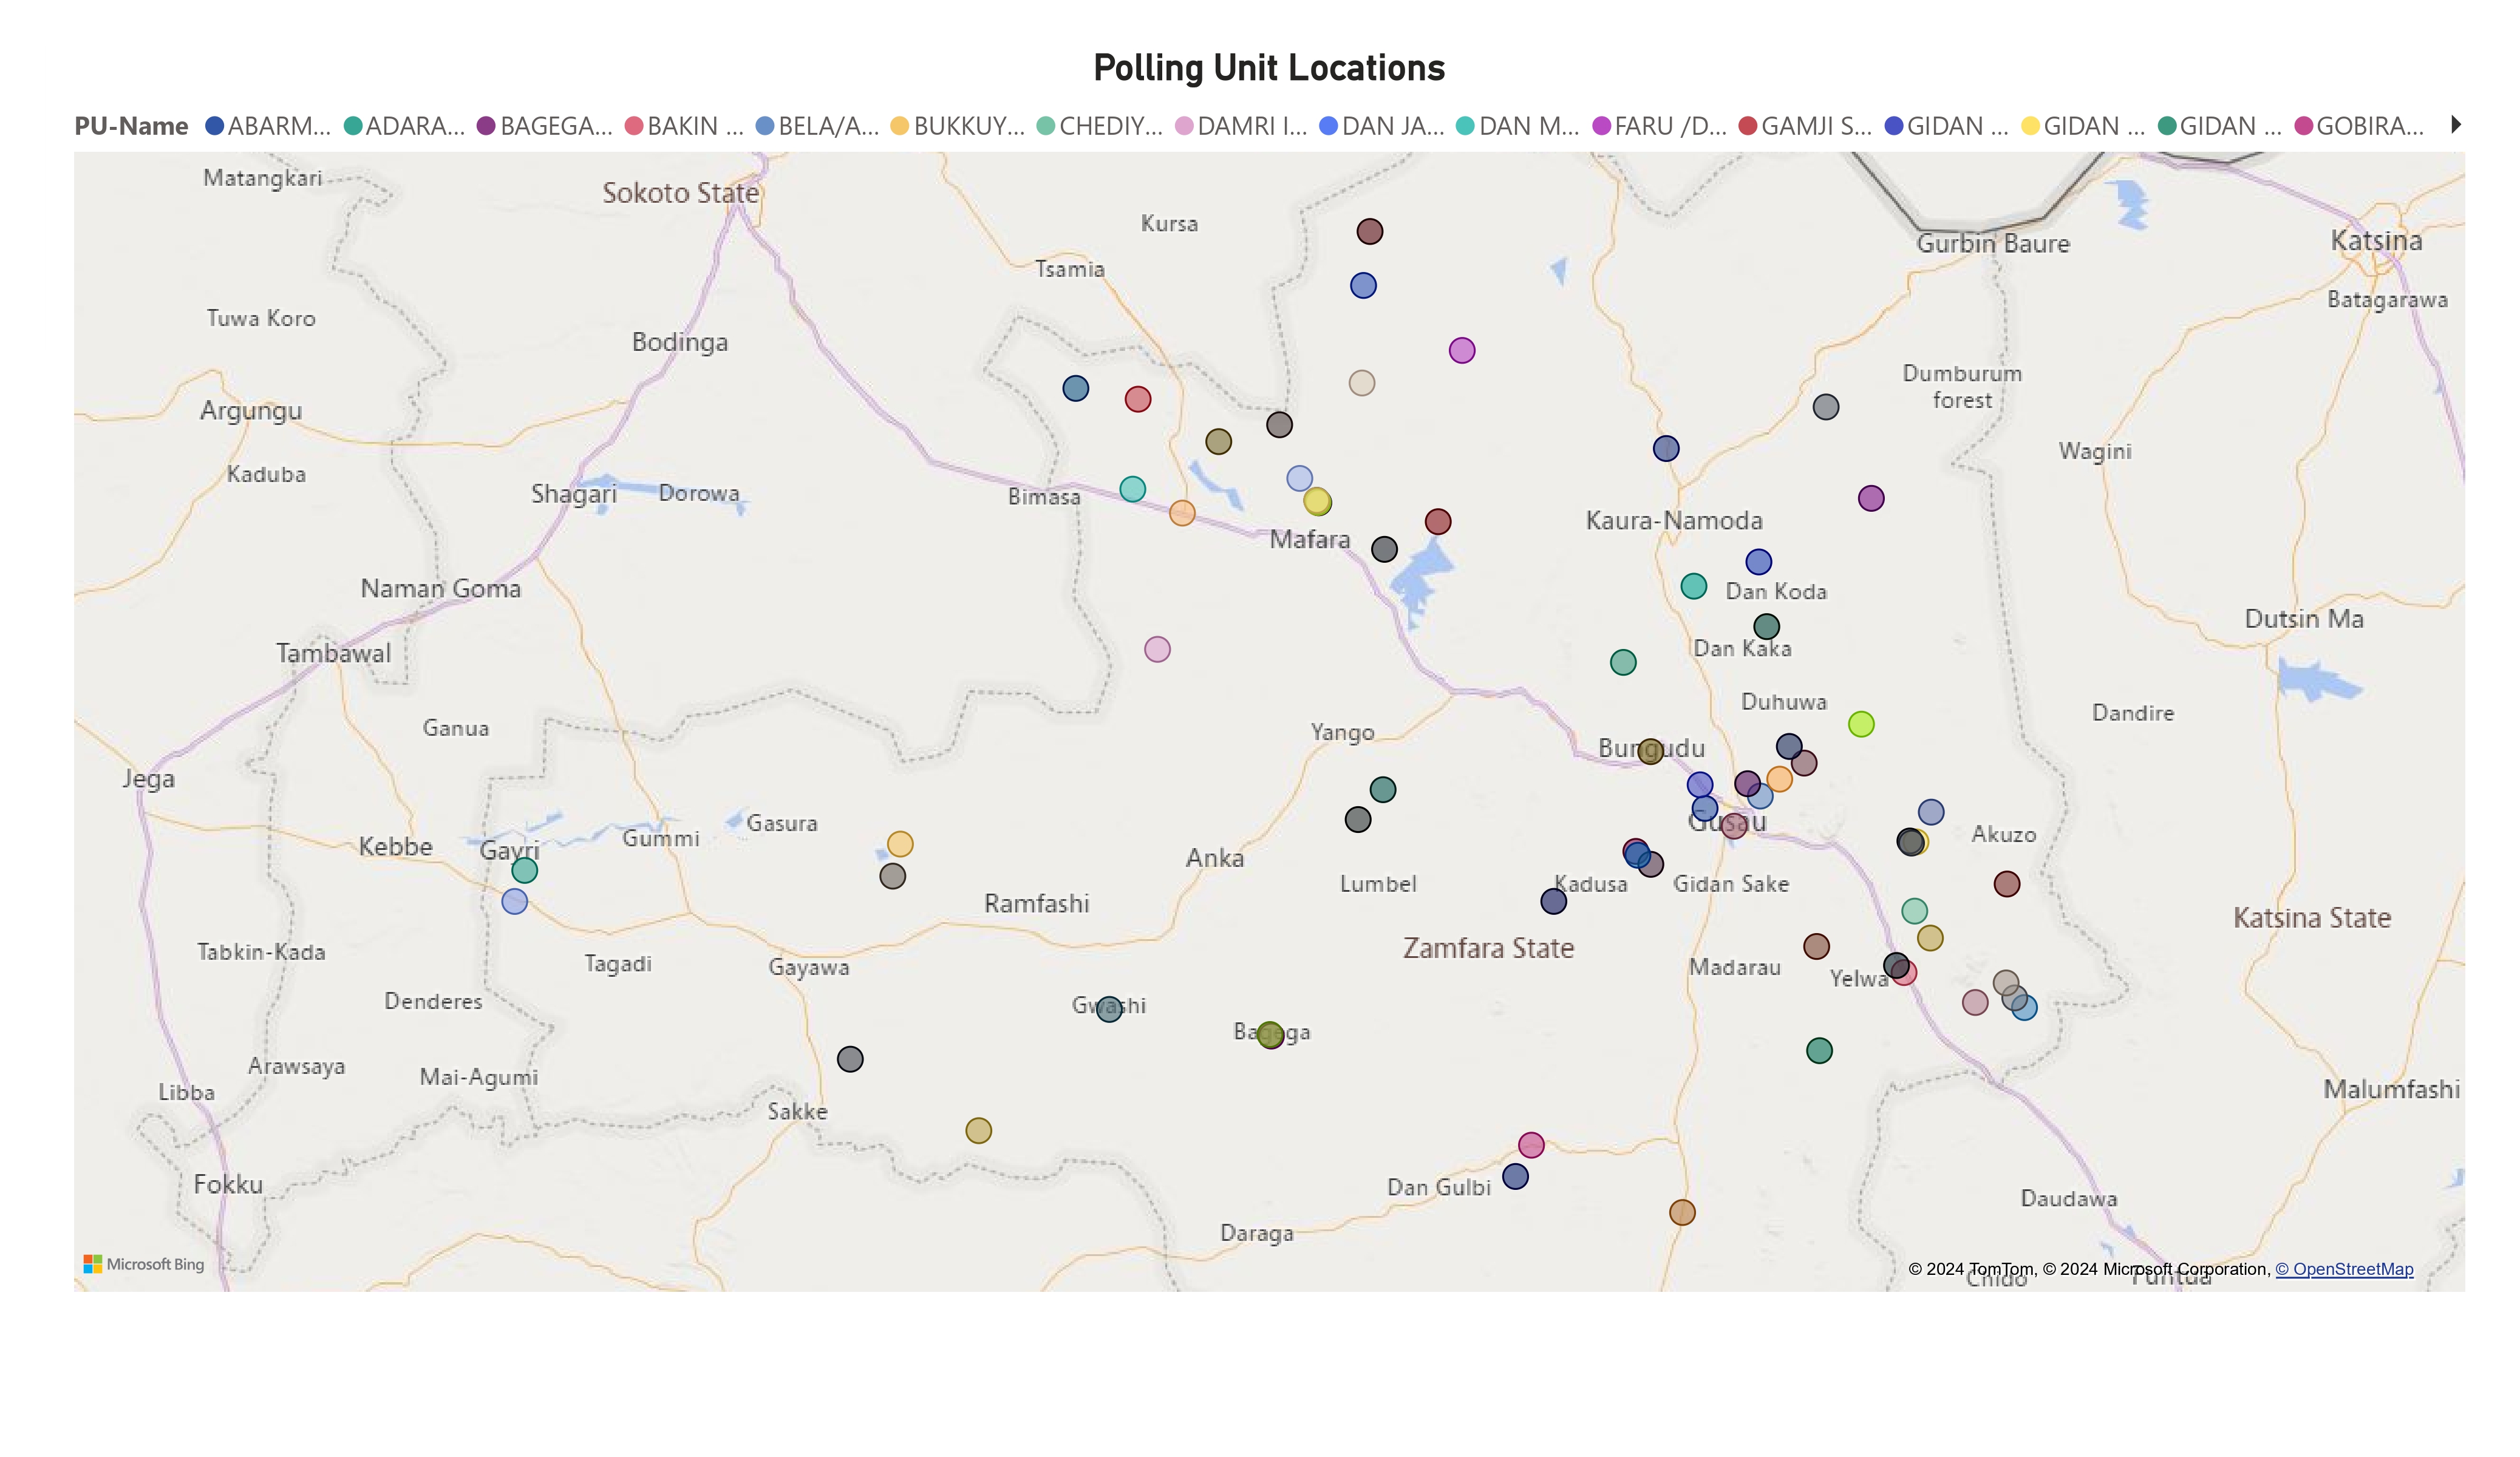 Polling Unit Locations
PU-Name ABARM... ADARA... BAGEGA... BAKIN ... BELA/A... BUKKUY... CHEDIY... DAMRI I... DAN JA... DAN M... FARU /D... GAMJI S... GIDAN ... GIDAN ... GIDAN ... GOBIRA...
Matangkari
Sokoto State
Kursa
Gurbin Baure
Katsina
Tsamia
Batagarawa
Tuwa Koro
Bodinga
Dumburum
forest
Argungu
Wagini
Kaduba
Shagari
Dorowa
Bimasa
Mafara
Kaura-Namoda
Naman Goma
Dan Koda
Dutsin Ma
Tambawal
Dan Kaka
Duhuwa
Dandire
Ganua
Yango
Bungudu
Jega
Gasura
Gusau
Gummi
Akuzo
Kebbe
Gayri
Anka
Lumbel
Kadusa
Gidan Sake
Ramfashi
Katsina State
Tabkin-Kada
Zamfara State
Tagadi
Gayawa
Madarau
Yelwa
Denderes
Gwashi
Bagega
Arawsaya
Mai-Agumi
Libba
Malumfashi
Sakke
Fokku
Dan Gulbi
Daudawa
Daraga
Microsoft Bing
© 2024 TomTom, © 2024 Microsoft Corporation, © OpenStreetMap